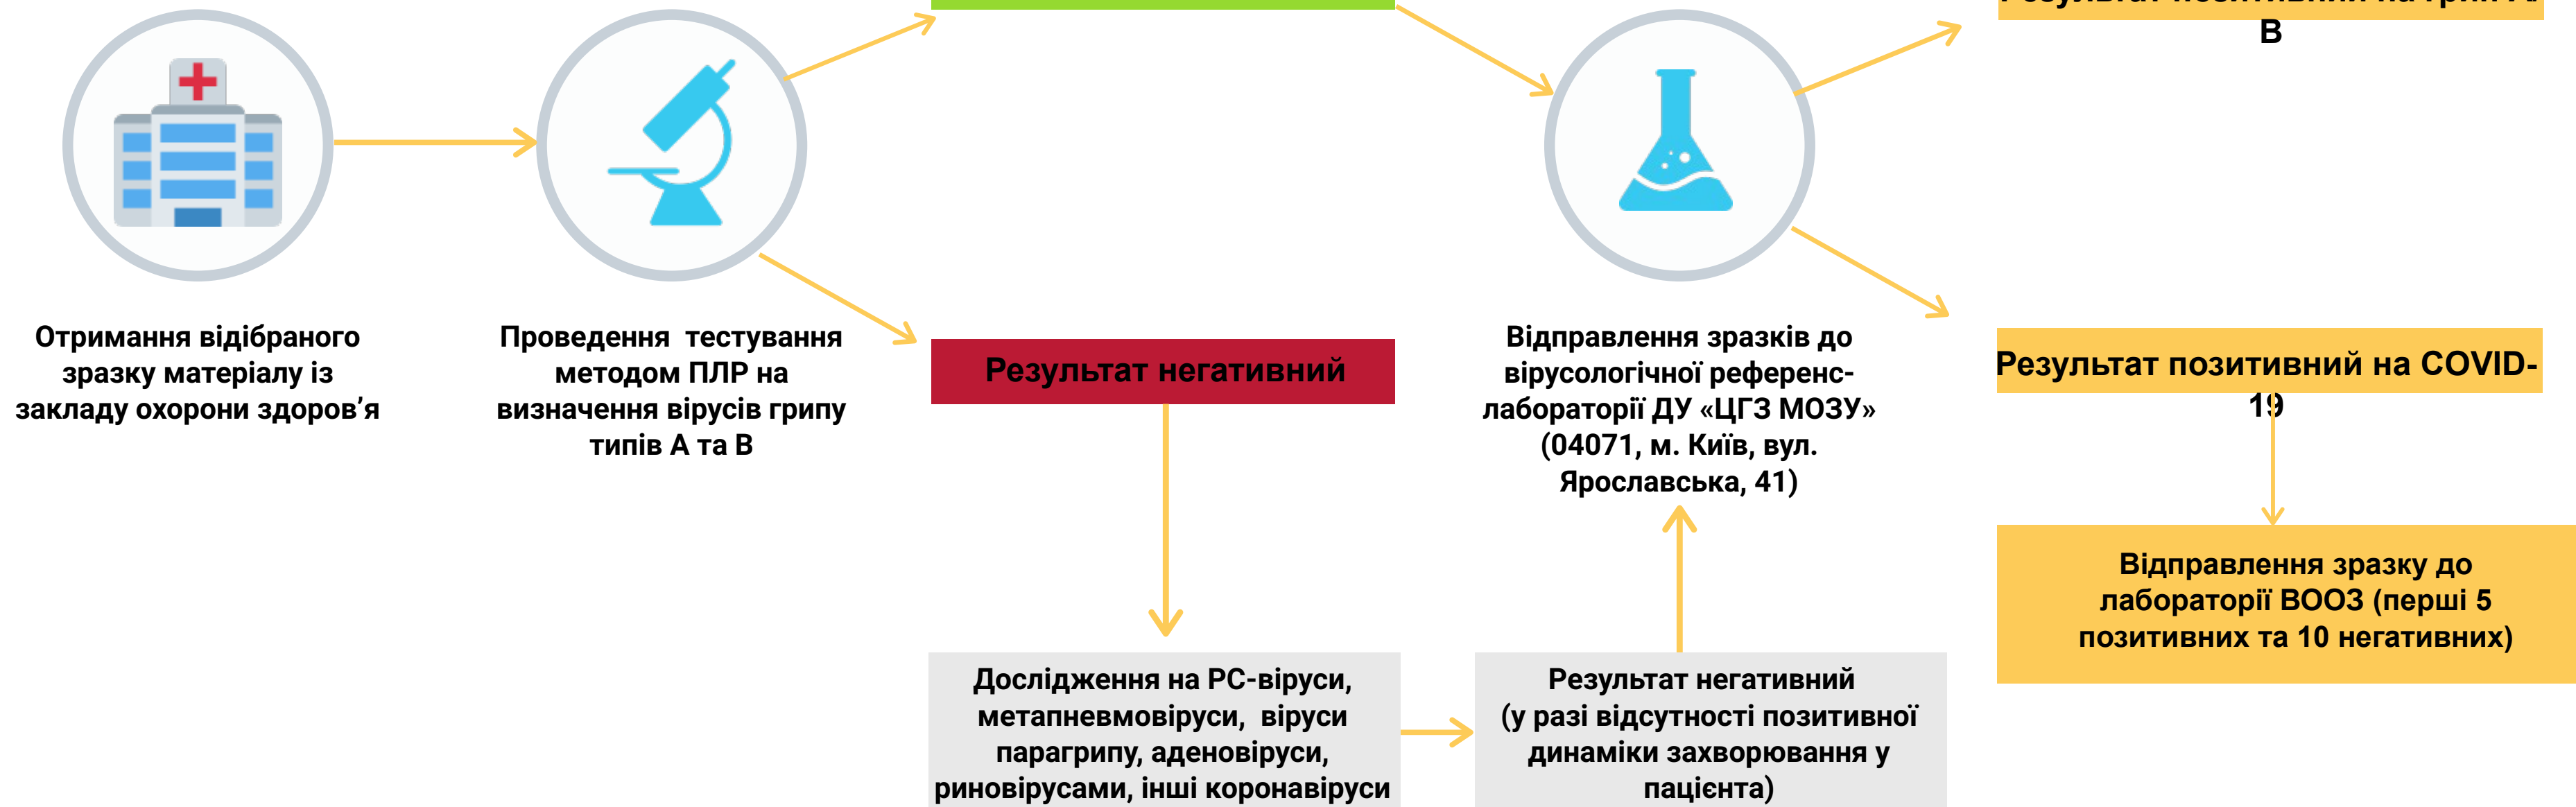 В
Отримання відібраного
зразку матеріалу із
закладу охорони здоров’я
Проведення  тестування
методом ПЛР на
визначення вірусів грипу
типів А та В
Результат негативний
Відправлення зразків до
вірусологічної референс-
лабораторії ДУ «ЦГЗ МОЗУ»
(04071, м. Київ, вул.
Ярославська, 41)
Результат позитивний на COVID-
19
Відправлення зразку до
лабораторії ВООЗ (перші 5
позитивних та 10 негативних)
Дослідження на РС-віруси,
метапневмовіруси,  віруси
парагрипу, аденовіруси,
риновірусами, інші коронавіруси
Результат негативний
(у разі відсутності позитивної
динаміки захворювання у
пацієнта)